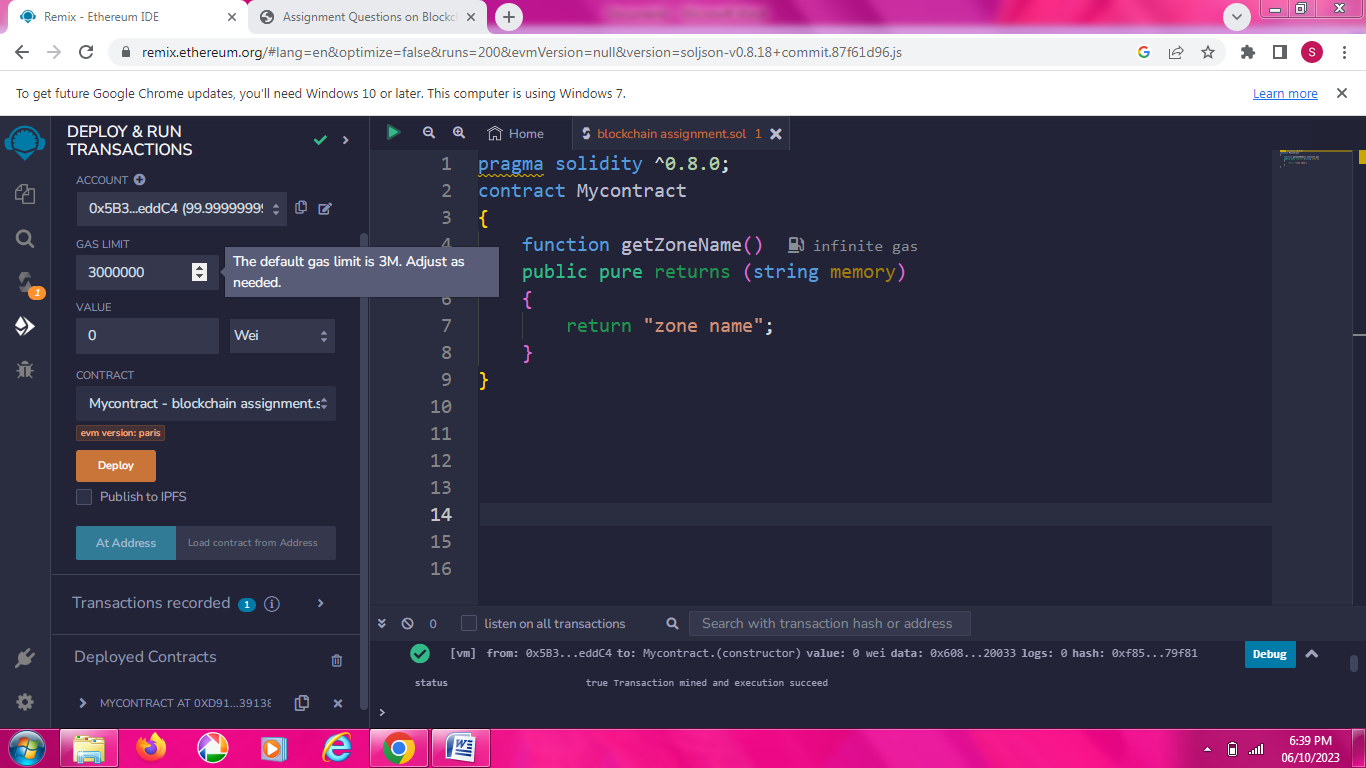 Remix - Ethereum IDE
Assignment Questions on Blockc
remix.ethereum.org/#lang=en&optimize=false&runs=200&evmVersion=null&version=soljson-v0.8.18+commit.87f61d96.js
S
To get future Google Chrome updates, you'll need Windows 10 or later. This computer is using Windows 7.
Learn more
DEPLOY & RUN
TRANSACTIONS
ACCOUNT
0x5B3...eddC4 (99.99999999
GAS LIMIT
3000000
The default gas limit is 3M. Adjust as
needed.
VALUE
0
Wei
CONTRACT
Mycontract - blockchain assignment.s
evm version: paris
Deploy
Publish to IPFS
At Address
Load contract from Address
Transactions recorded 1 i
Deployed Contracts
MYCONTRACT AT 0XD91...39138
1
Home
blockchain assignment.sol 1
1 pragma solidity ^0.8.0;
2 contract Mycontract
3 {
4 function getZoneName() infinite gas
public pure returns (string memory)
6 {
7 return "zone name";
8 }
9 }
10
11
12
13
14
15
16
0
listen on all transactions
Search with transaction hash or address
[vm] from: 0x5B3...eddC4 to: Mycontract.(constructor) value: 0 wei data: 0x608...20033 logs: 0 hash: 0xf85...79f81
Debug
status true Transaction mined and execution succeed
>
6:39 PM
06/10/2023